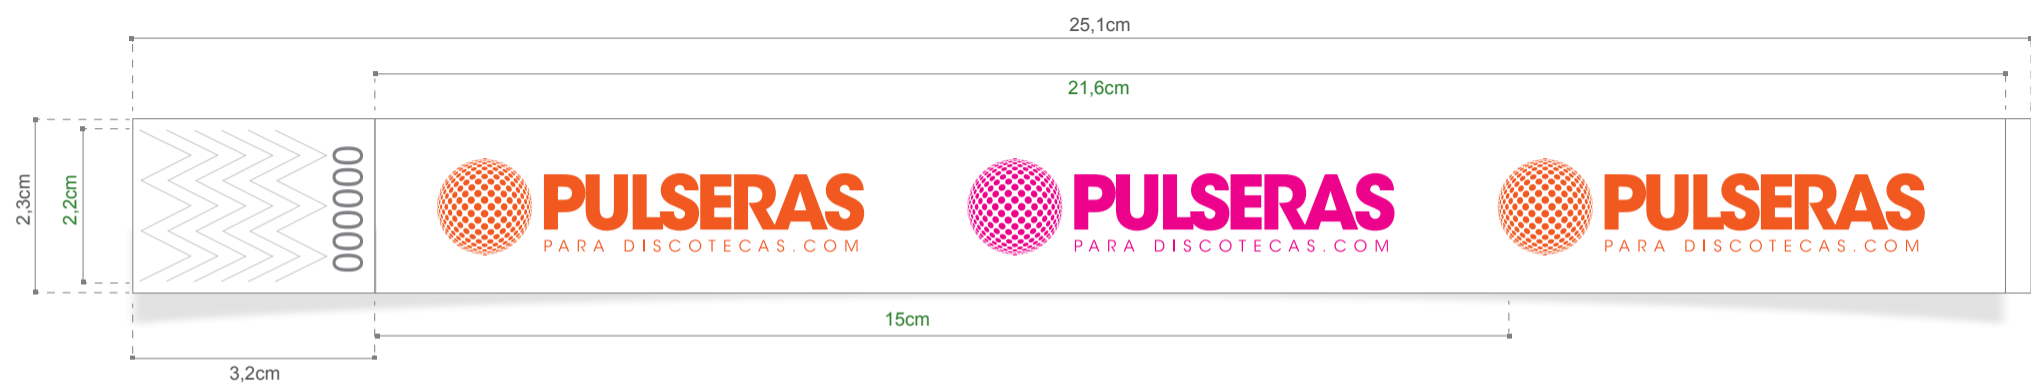 25,1cm
21,6cm
2,3cm
2,2cm
000000
PULSERAS
PARA DISCOTECAS.COM
PULSERAS
PARA DISCOTECAS.COM
PULSERAS
PARA DISCOTECAS.COM
15cm
3,2cm